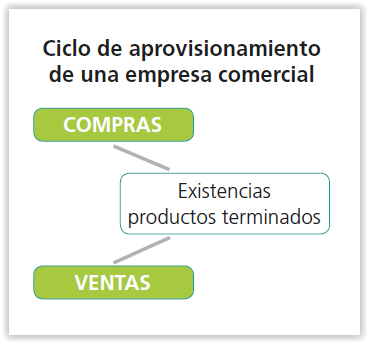 Ciclo de aprovisionamiento
de una empresa comercial
COMPRAS
Existencias
productos terminados
VENTAS